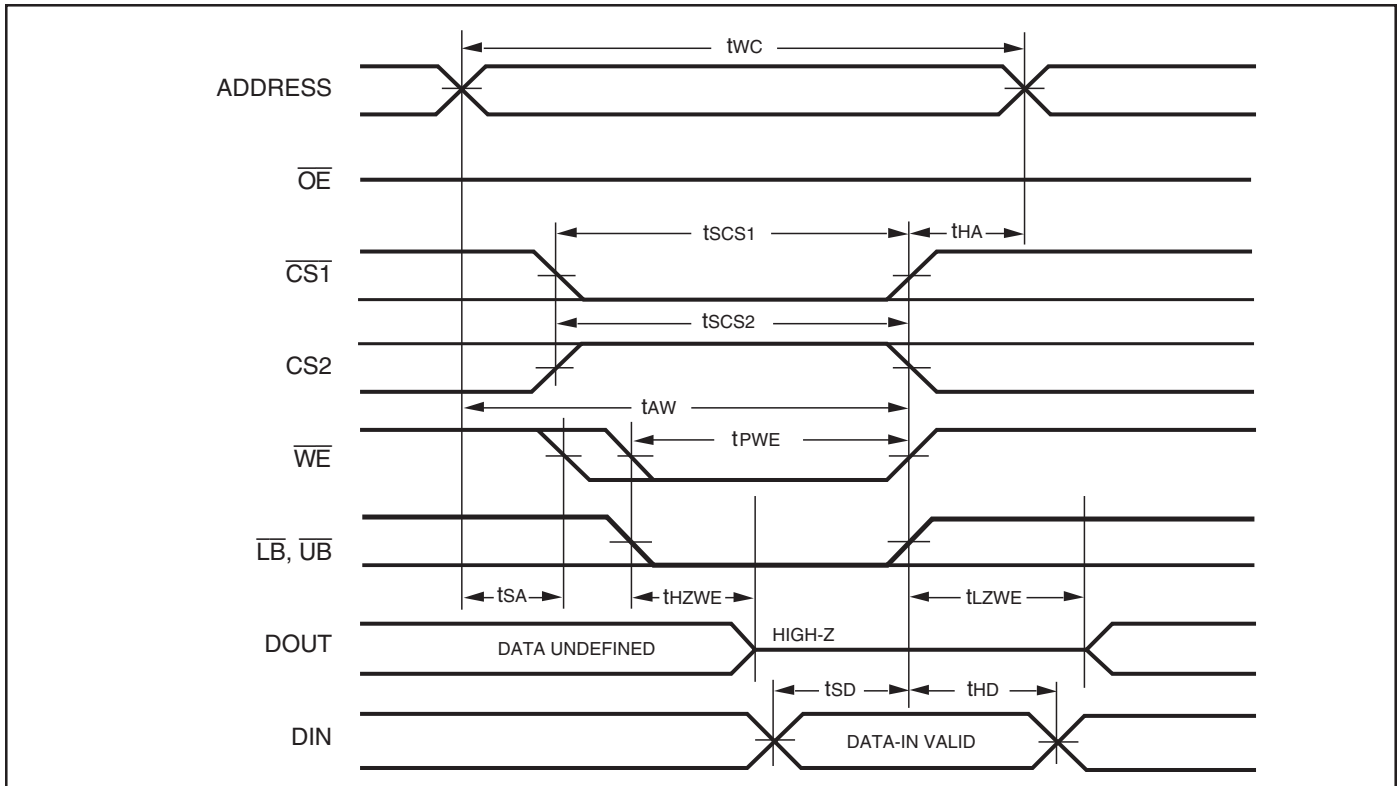 tWC
ADDRESS
OE
tSCS1
tHA
CS1
tSCS2
CS2
tAW
tPWE
WE
LB, UB
tSA
tHZWE
tLZWE
DOUT
DATA UNDEFINED
HIGH-Z
tSD
tHD
DIN
DATA-IN VALID